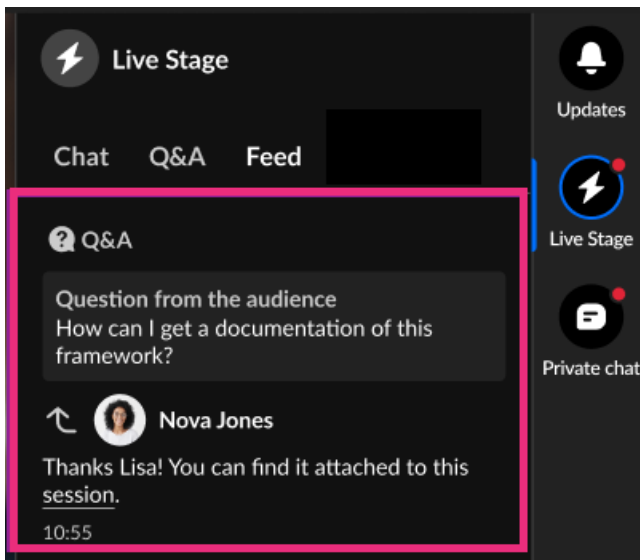 Live Stage
Chat Q&A Feed
Q&A
Question from the audience
How can I get a documentation of this
framework?
Nova Jones
Thanks Lisa! You can find it attached to this
session.
10:55
Updates
Live Stage
Private chat